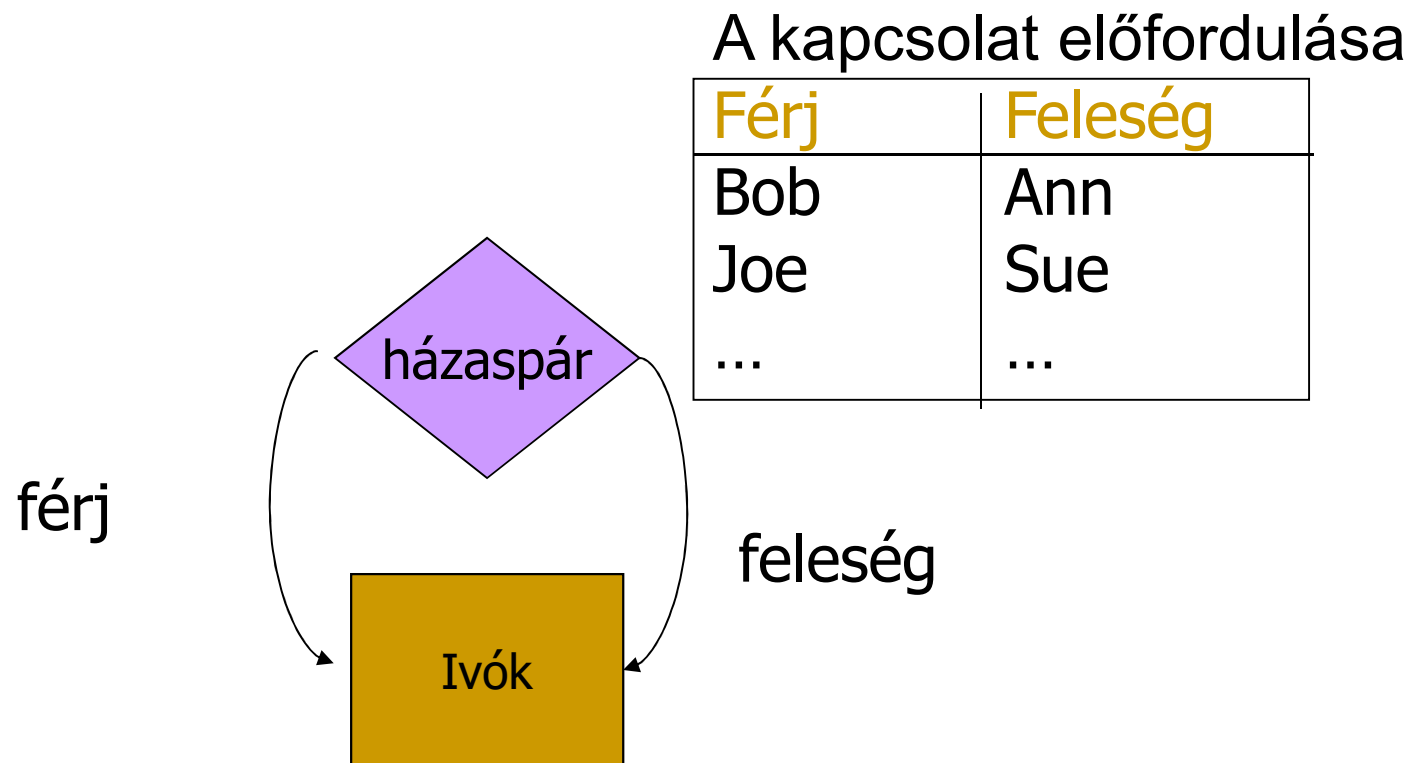 A kapcsolat előfordulása
Férj Feleség
Bob Ann
Joe Sue
... ...
házaspár
férj
feleség
Ivók